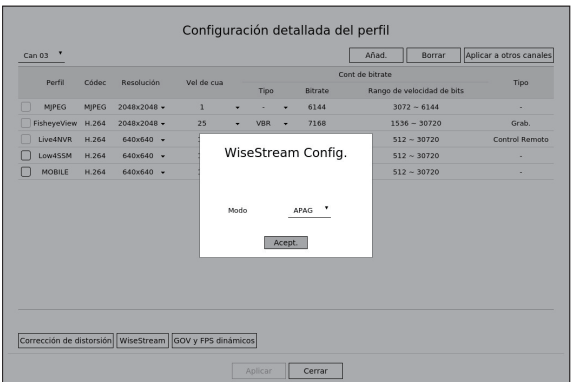 Configuración detallada del perfil
Can 03
Añad. Borrar Aplicar a otros canales
Cont de bitrate
Perfil Códec Resolución Vel de cua Tipo Bitrate Rango de velocidad de bits Tipo
MJPEG MJPEG 2048x2048 1 - 6144 3072 ~ 6144 -
FisheyeView H.264 2048x2048 25 VBR 7168 1536 ~ 30720 Grab.
Live4NVR H.264 640x640 512 ~ 30720 Control Remoto
Low4SSM H.264 640x640 512 ~ 30720 -
MOBILE H.264 640x640 512 ~ 30720 -
WiseStream Config.
Modo APAG
Acept.
Corrección de distorsión WiseStream GOV y FPS dinámicos
Aplicar Cerrar